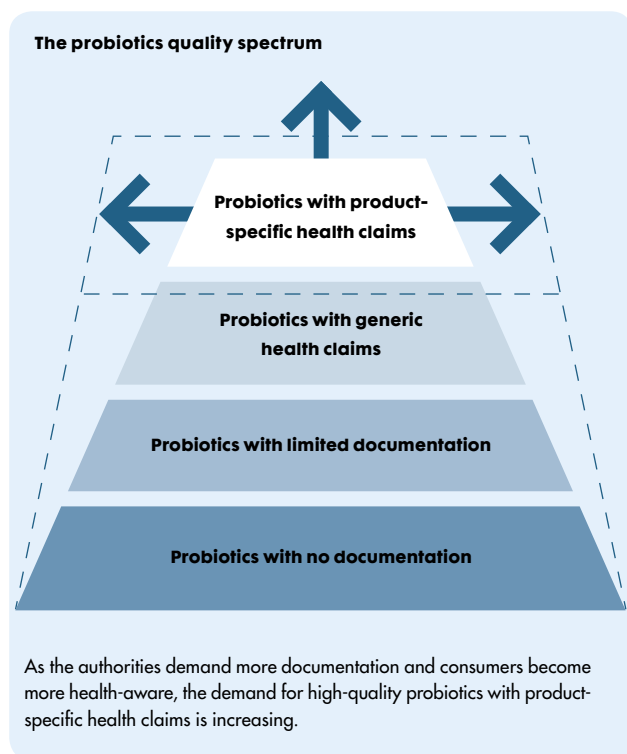 The probiotics quality spectrum
Probiotics with product-
specific health claims
Probiotics with generic
health claims
Probiotics with limited documentation
Probiotics with no documentation
As the authorities demand more documentation and consumers become
more health-aware, the demand for high-quality probiotics with product-
specific health claims is increasing.